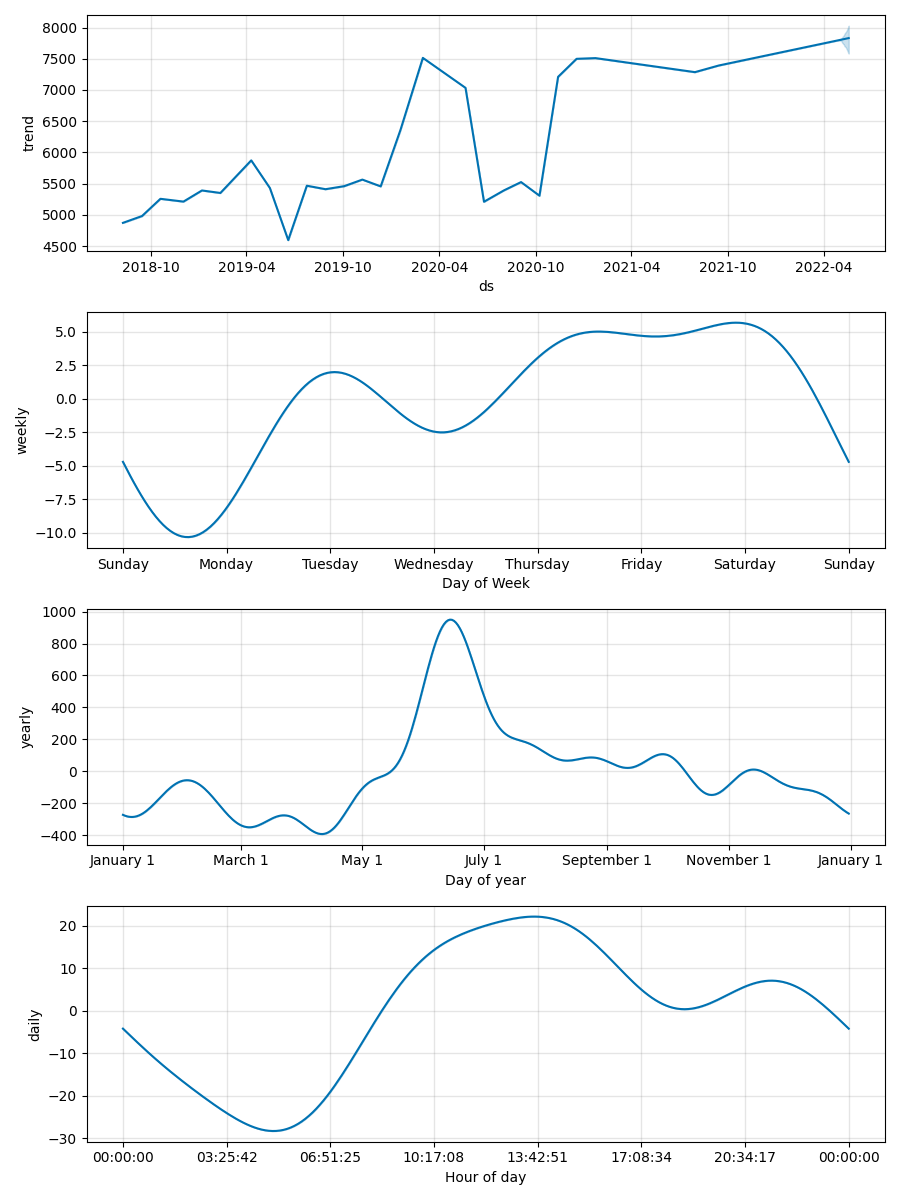 8000
7500
7000
6500
6000
5500
5000
4500
trend
2018-10 2019-04 2019-10 2020-04 2020-10 2021-04 2021-10 2022-04
ds
5.0
2.5
0.0
−2.5
−5.0
−7.5
−10.0
weekly
Sunday Monday Tuesday Wednesday Thursday Friday Saturday Sunday
Day of Week
1000
800
600
400
200
0
−200
−400
yearly
January 1 March 1 May 1 July 1 September 1 November 1 January 1
Day of year
20
10
0
−10
−20
−30
daily
00:00:00 03:25:42 06:51:25 10:17:08 13:42:51 17:08:34 20:34:17 00:00:00
Hour of day